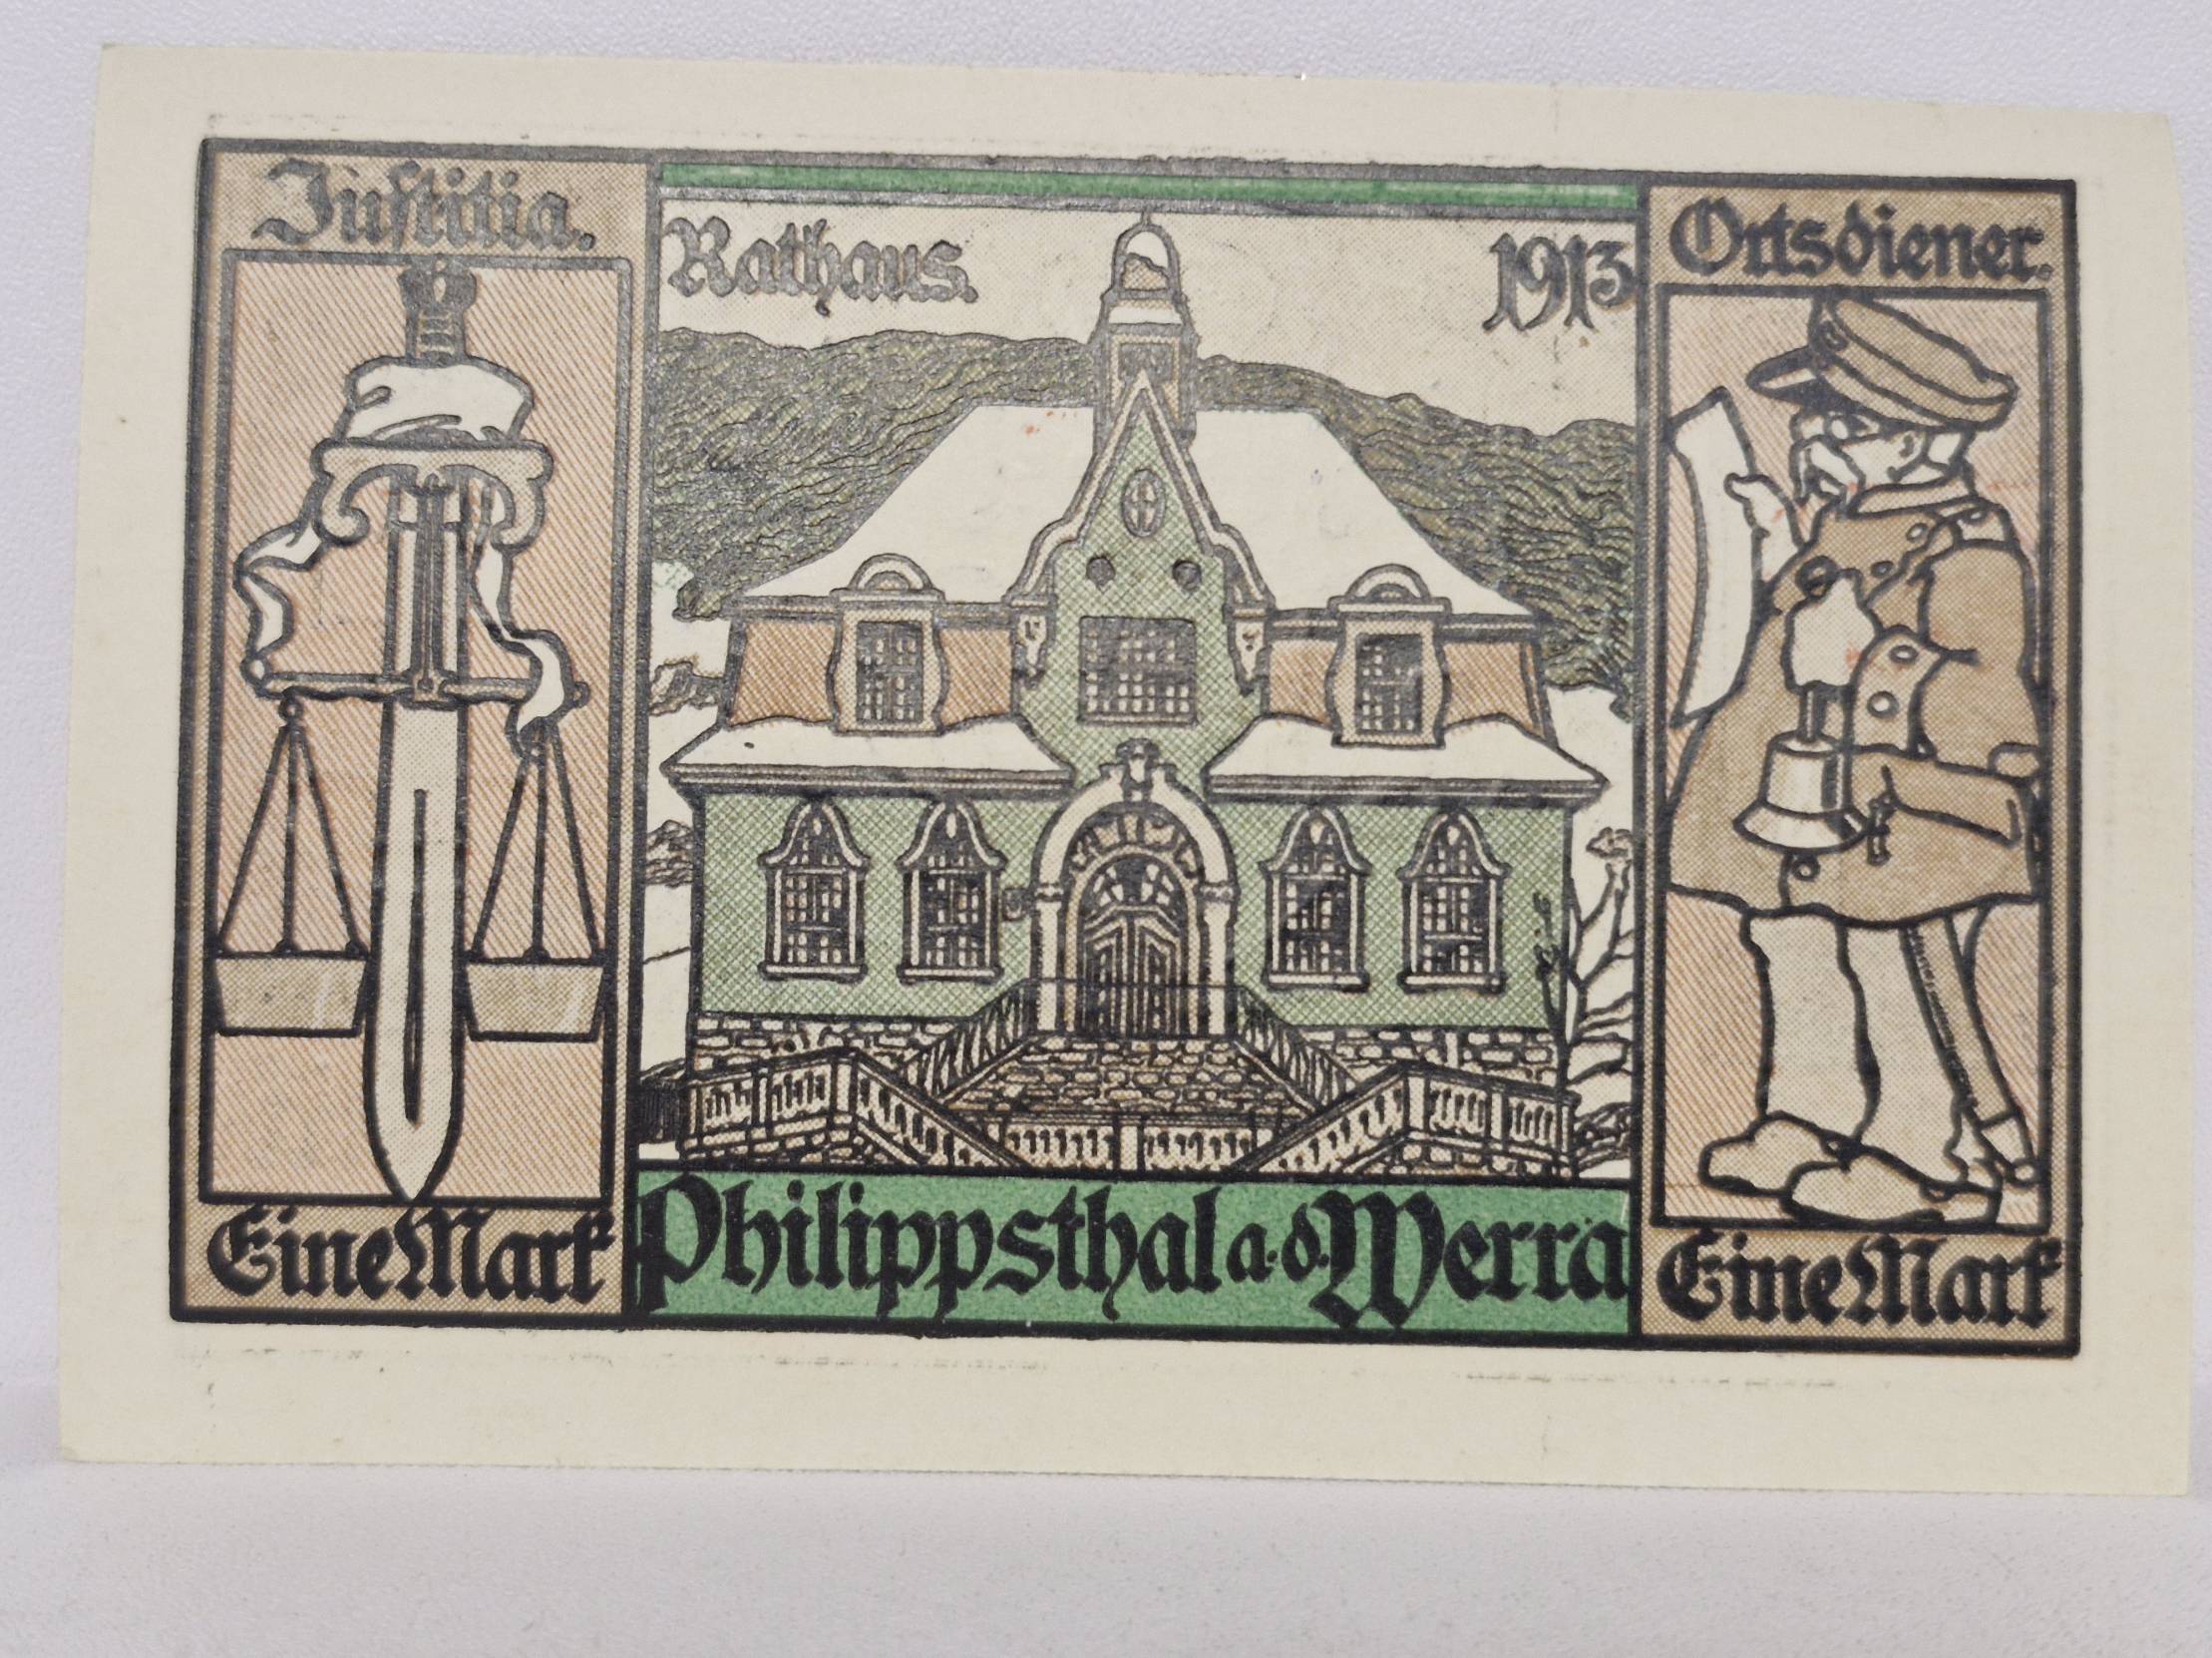 Justitia.
Rathaus.
1913
Ortsdiener.
Eine Mark
Philippsthal a. d. Werra
Eine Mark